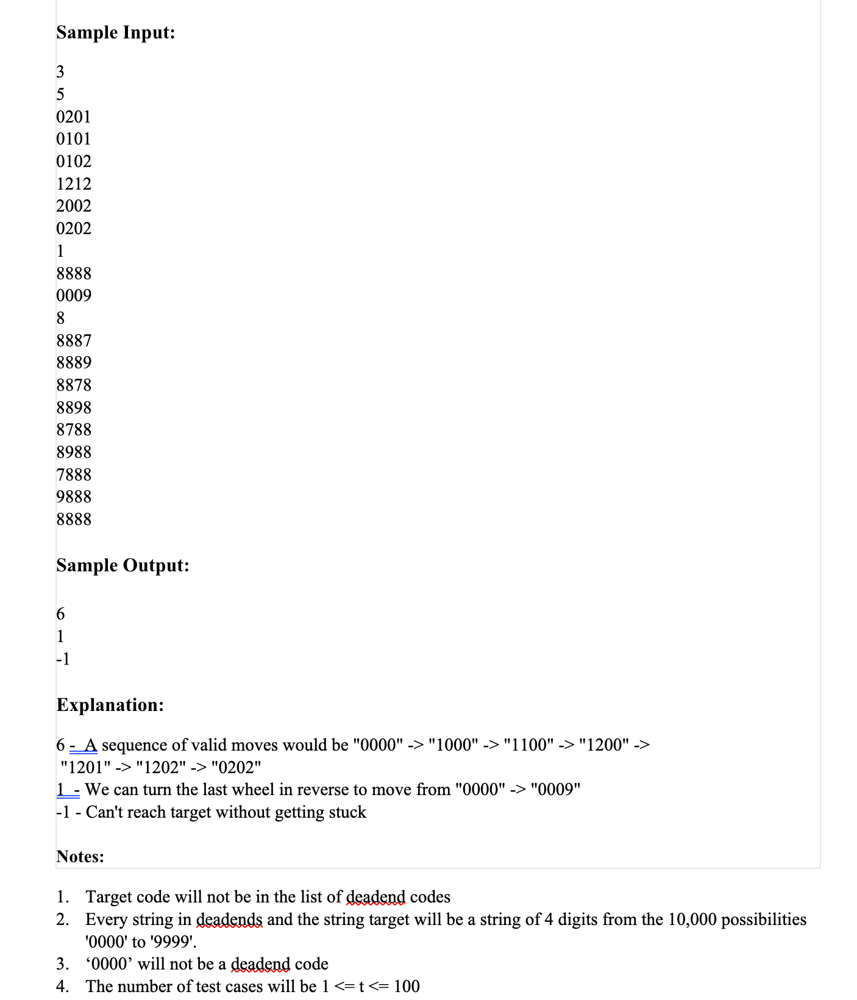 Sample Input:
3
5
0201
0101
0102
1212
2002
0202
1
8888
0009
8
8887
8889
8878
8898
8788
8988
7888
9888
8888
Sample Output:
6
1
-1
Explanation:
6 - A sequence of valid moves would be "0000" -> "1000" -> "1100" -> "1200" ->
"1201" -> "1202" -> "0202"
1 - We can turn the last wheel in reverse to move from "0000" -> "0009"
-1 - Can't reach target without getting stuck
Notes:
1. Target code will not be in the list of deadend codes
2. Every string in deadends and the string target will be a string of 4 digits from the 10,000 possibilities
'0000' to '9999'.
3. ‘0000’ will not be a deadend code
4. The number of test cases will be 1 <= t <= 100